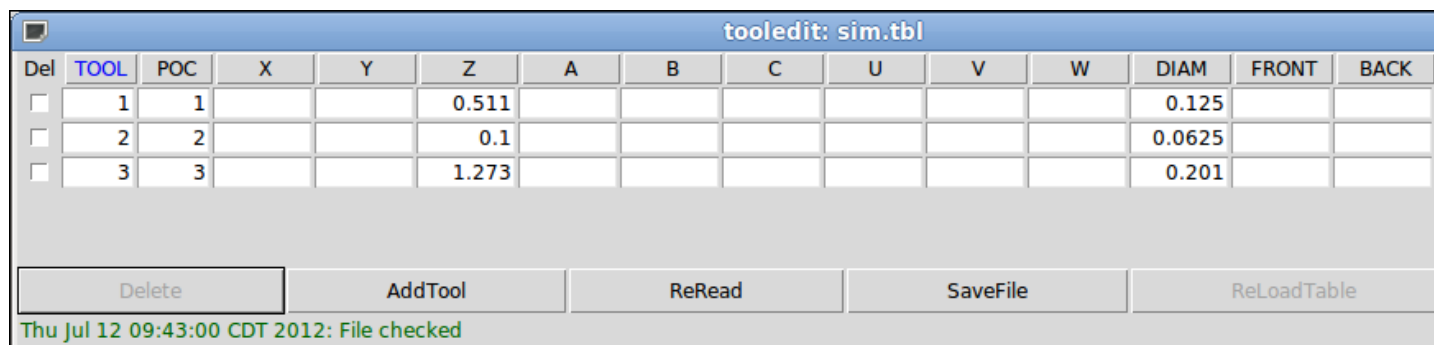 tooledit: sim.tbl
Del TOOL POC X Y Z A B C U V W DIAM FRONT BACK
1 1 0.511 0.125
2 2 0.1 0.0625
3 3 1.273 0.201
Delete AddTool ReRead SaveFile ReLoadTable
Thu Jul 12 09:43:00 CDT 2012: File checked